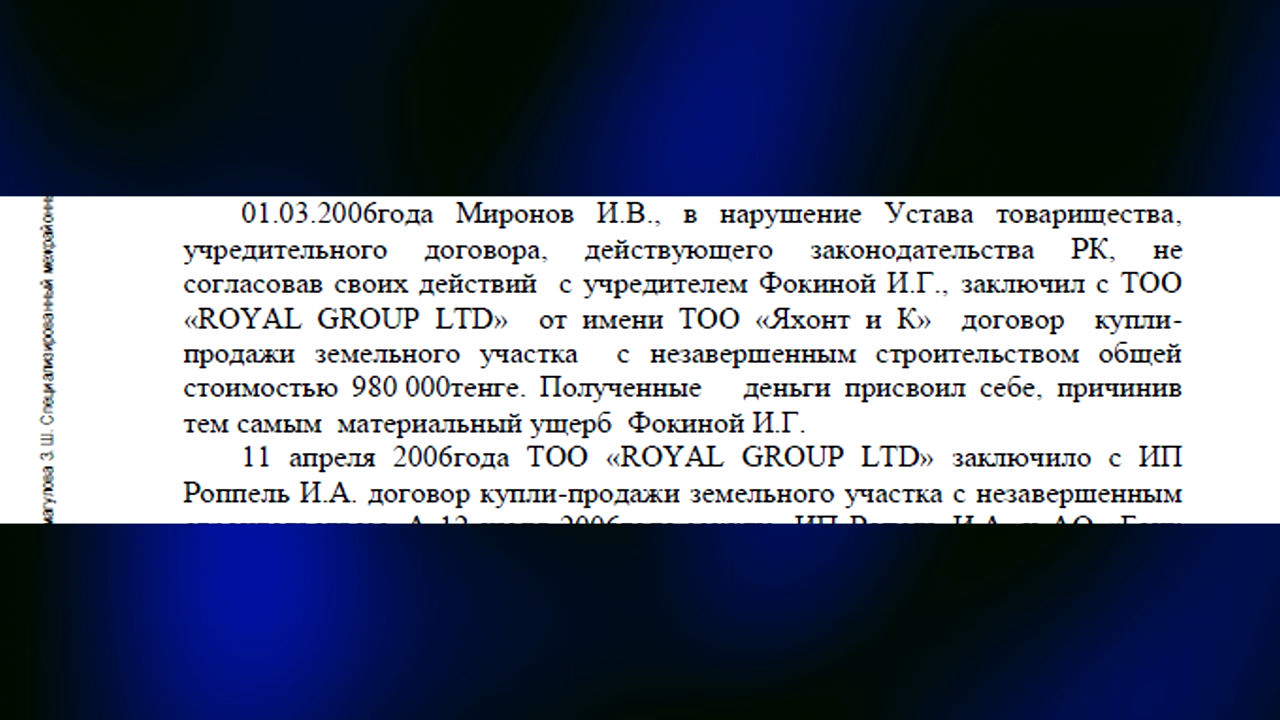 01.03.2006года Миронов И.В., в нарушение Устава товарищества,
учредительного договора, действующего законодательства РК, не
согласовав своих действий с учредителем Фокиной И.Г., заключил с ТОО
«ROYAL GROUP LTD» от имени ТОО «Яхонт и К» договор купли-
продажи земельного участка с незавершенным строительством общей
стоимостью 980 000тенге. Полученные деньги присвоил себе, причинив
тем самым материальный ущерб Фокиной И.Г.
11 апреля 2006года ТОО «ROYAL GROUP LTD» заключило с ИП
Роппель И.А. договор купли-продажи земельного участка с незавершенным
З.Ш. Специализированный